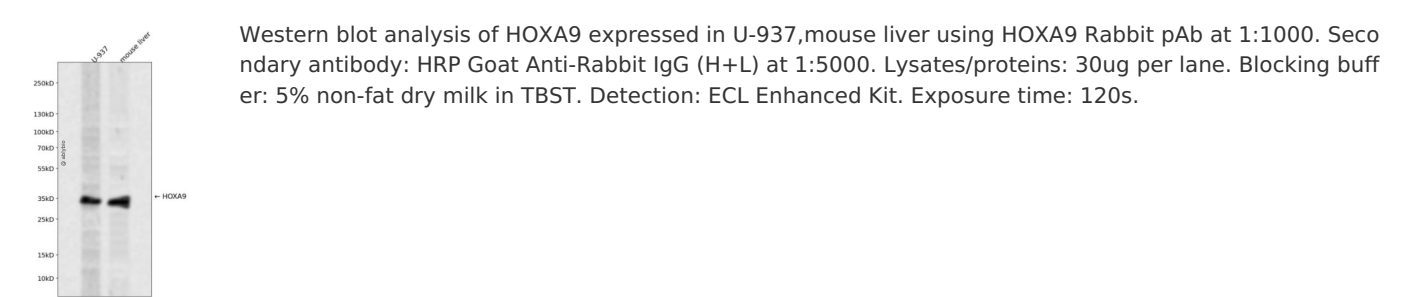 U-937
mouse liver
Western blot analysis of HOXA9 expressed in U-937,mouse liver using HOXA9 Rabbit pAb at 1:1000. Seco
ndary antibody: HRP Goat Anti-Rabbit IgG (H+L) at 1:5000. Lysates/proteins: 30ug per lane. Blocking buff
er: 5% non-fat dry milk in TBST. Detection: ECL Enhanced Kit. Exposure time: 120s.
250kD
130kD
100kD
70kD
55kD
35kD
25kD
15kD
10kD
← HOXA9